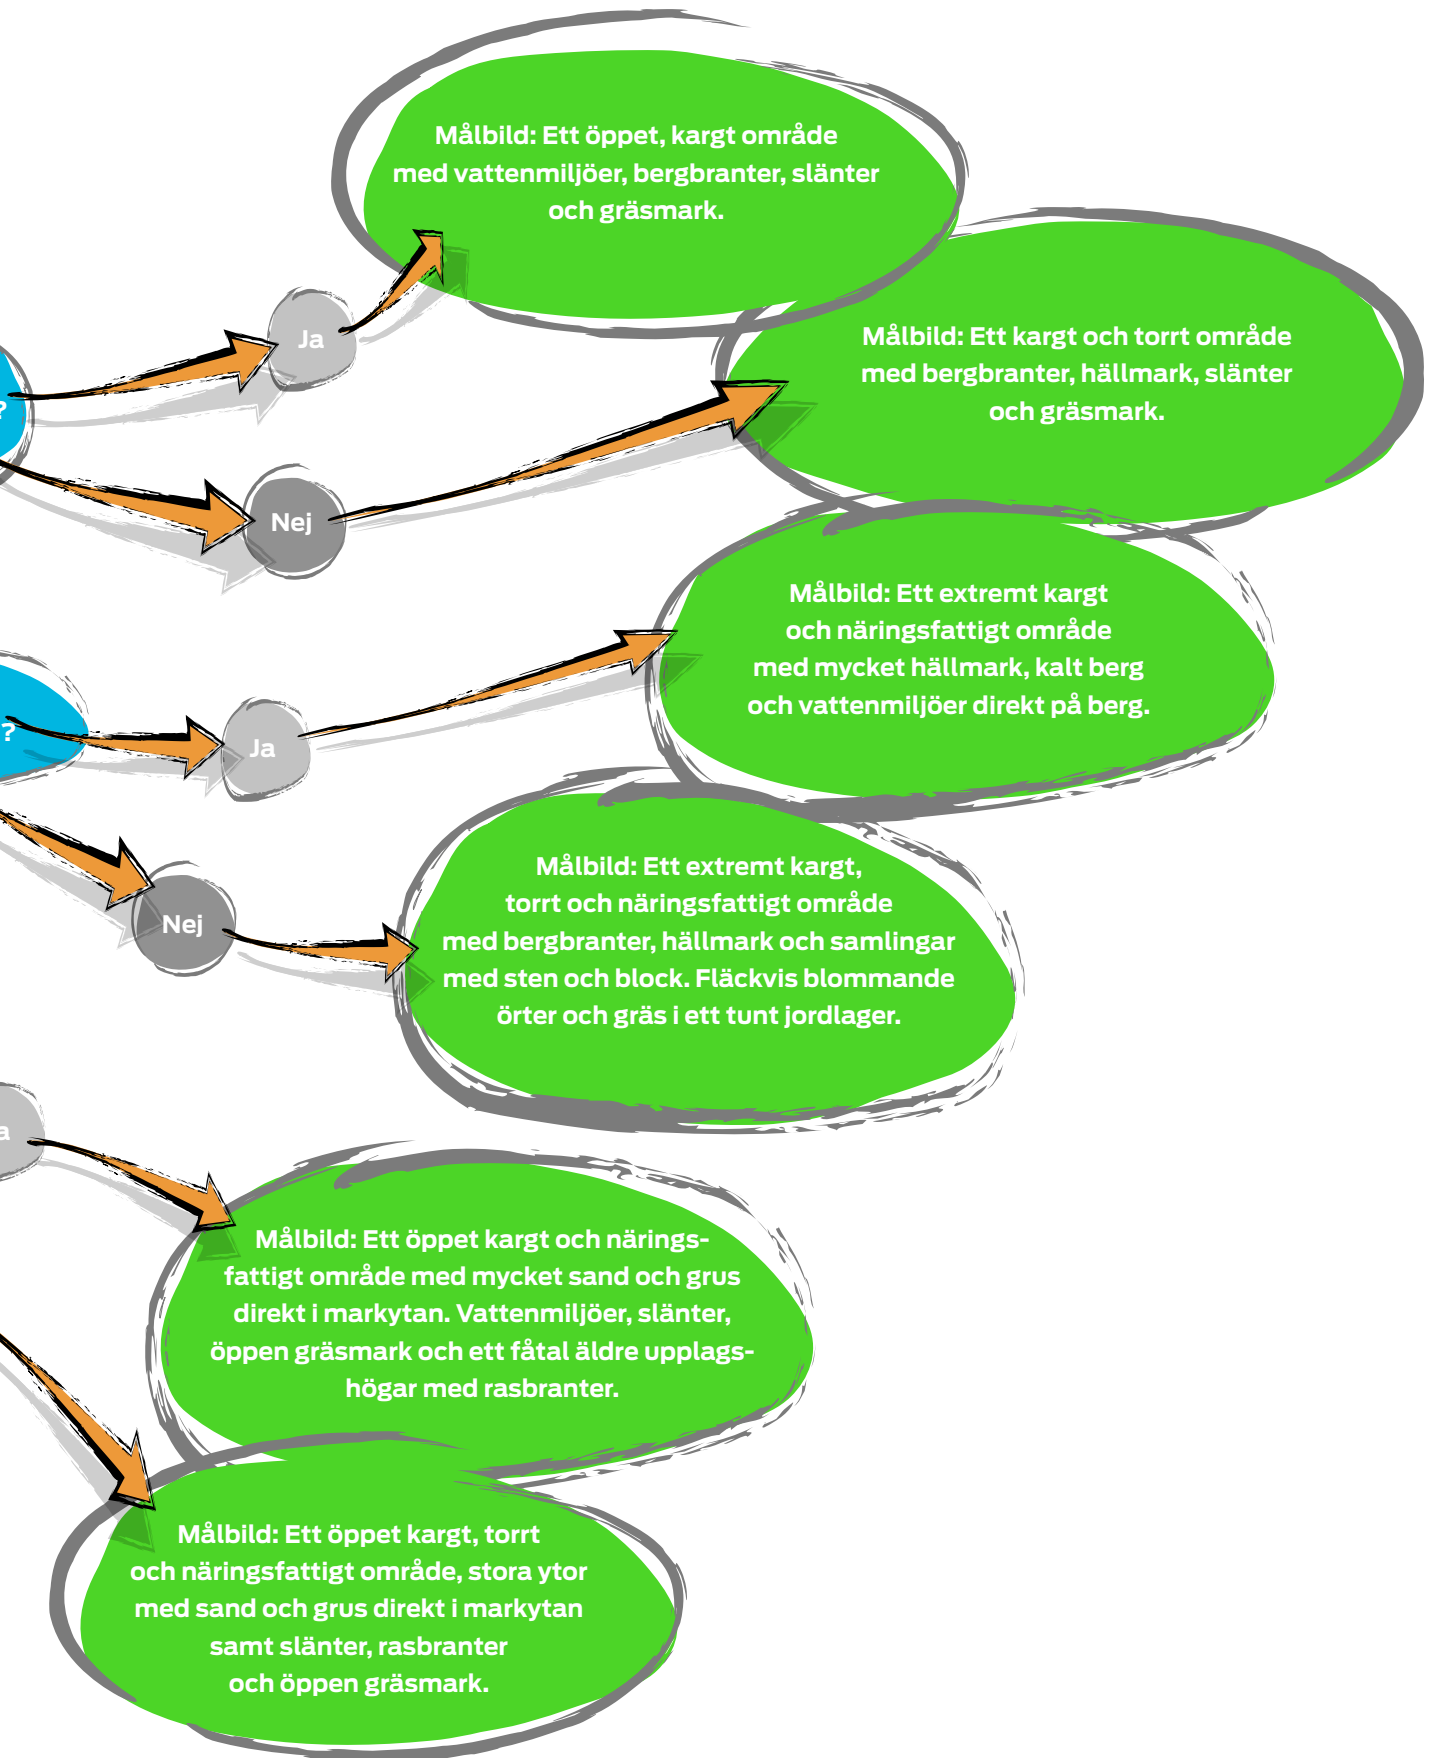 Målbild: Ett öppet, kargt område
med vattenmiljöer, bergbranter, slänter
och gräsmark.
Ja
Målbild: Ett kargt och torrt område
med bergbranter, hällmark, slänter
och gräsmark.
?
Nej
Målbild: Ett extremt kargt
och näringsfattigt område
med mycket hällmark, kalt berg
och vattenmiljöer direkt på berg.
?
Ja
Målbild: Ett extremt kargt,
torrt och näringsfattigt område
med bergbranter, hällmark och samlingar
med sten och block. Fläckvis blommande
örter och gräs i ett tunt jordlager.
Nej
a
Målbild: Ett öppet kargt och närings-
fattigt område med mycket sand och grus
direkt i markytan. Vattenmiljöer, slänter,
öppen gräsmark och ett fåtal äldre upplags-
högar med rasbranter.
Målbild: Ett öppet kargt, torrt
och näringsfattigt område, stora ytor
med sand och grus direkt i markytan
samt slänter, rasbranter
och öppen gräsmark.